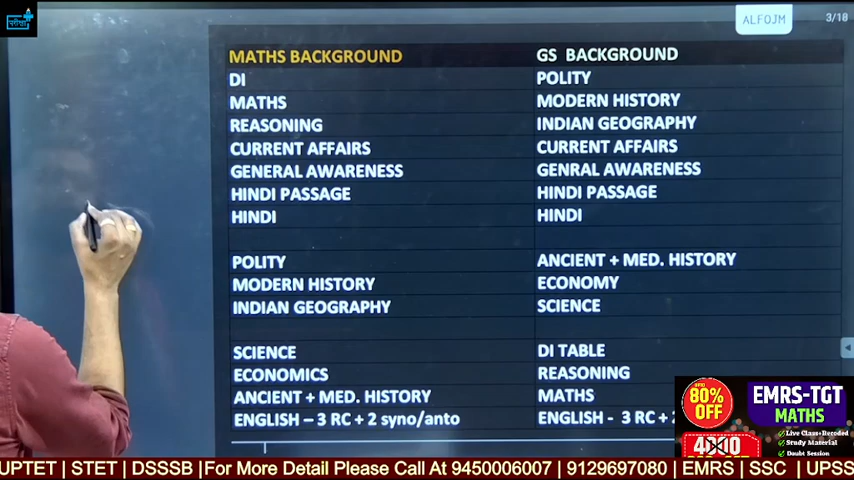 ALFOJM
3/18
MATHS BACKGROUND
GS BACKGROUND
DI
POLITY
MATHS
MODERN HISTORY
REASONING
INDIAN GEOGRAPHY
CURRENT AFFAIRS
CURRENT AFFAIRS
GENERAL AWARENESS
GENRAL AWARENESS
HINDI PASSAGE
HINDI PASSAGE
HINDI
HINDI
POLITY
ANCIENT + MED. HISTORY
MODERN HISTORY
ECONOMY
INDIAN GEOGRAPHY
SCIENCE
SCIENCE
DI TABLE
ECONOMICS
REASONING
ANCIENT + MED. HISTORY
MATHS
ENGLISH – 3 RC + 2 syno/anto
ENGLISH - 3 RC + 2
80%
OFF
EMRS-TGT
MATHS
Live Class+Recoded
Study Material
Doubt Session
UPTET | STET | DSSSB |For More Detail Please Call At 9450006007 | 9129697080 | EMRS | SSC | UPSS